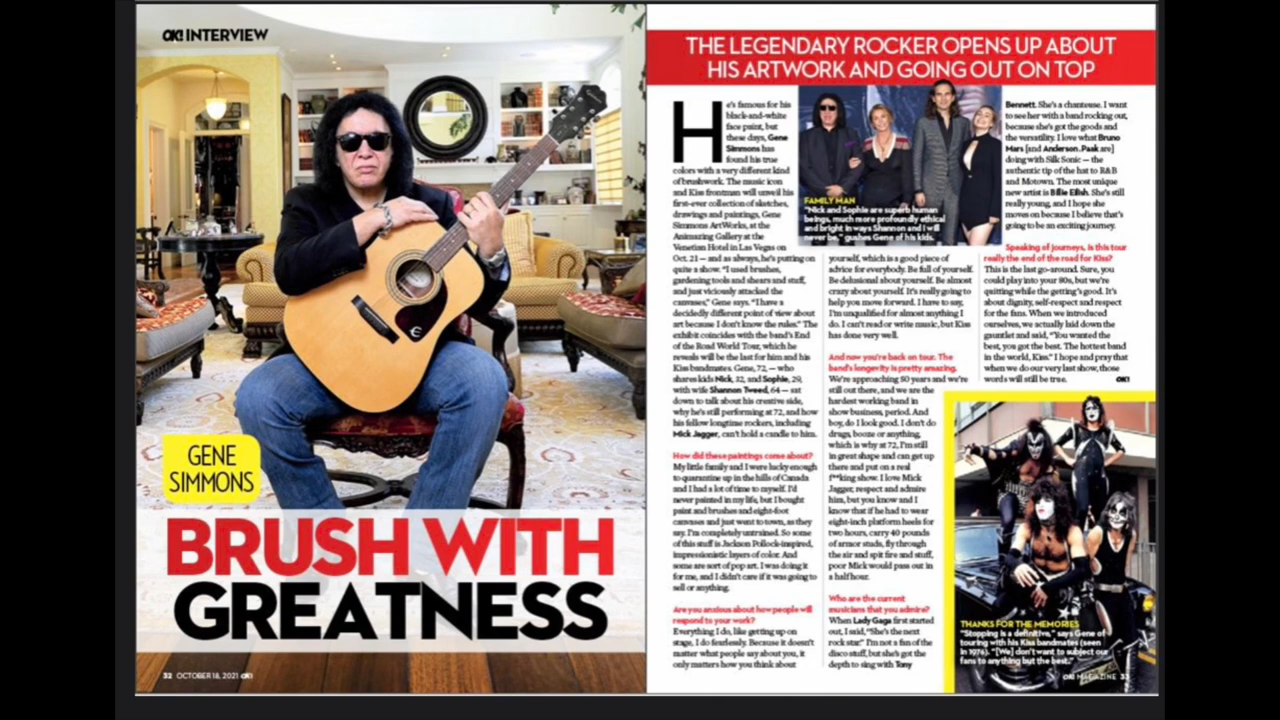 OK! INTERVIEW
GENE
SIMMONS
BRUSH WITH
GREATNESS
32 OCTOBER 18, 2021 OK!
THE LEGENDARY ROCKER OPENS UP ABOUT
HIS ARTWORK AND GOING OUT ON TOP
He's famous for his
black-and-white
face paint, but
these days, Gene
Simmons has
found his true
colors with a very different kind
of brushwork. The music icon
and Kiss frontman will unveil his
first-ever collection of sketches,
drawings and paintings, Gene
Simmons ArtWorks, at the
Animazing Gallery at the
Venetian Hotel in Las Vegas on
Oct. 21 — and as always, he's putting on
quite a show. "I used brushes,
gardening tools and shears and stuff,
and just viciously attacked the
canvases," Gene says. "I have a
decidedly different point of view about
art because I don't know the rules." The
exhibit coincides with the band's End
of the Road World Tour, which he
reveals will be the last for him and his
Kiss bandmates. Gene, 72, — who
shares kids Nick, 32, and Sophie, 29,
with wife Shannon Tweed, 64 — sat
down to talk about his creative side,
why he's still performing at 72, and how
his fellow longtime rockers, including
Mick Jagger, can't hold a candle to him.
How did these paintings come about?
My little family and I were lucky enough
to quarantine up in the hills of Canada
and I had a lot of time to myself. I'd
never painted in my life, but I bought
paint and brushes and eight-foot
canvases and just went to town, as they
say. I'm completely untrained. So some
of this stuff is Jackson Pollock-inspired,
impressionistic layers of color. And
some are sort of pop art. I was doing it
for me, and I didn't care if it was going to
sell or anything.
Are you anxious about how people will
respond to your work?
Everything I do, like getting up on
stage, I do fearlessly. Because it doesn't
matter what people say about you, it
only matters how you think about
FAMILY MAN
"Nick and Sophie are superb human
beings, much more profoundly ethical
and bright in ways Shannon and I will
never be," gushes Gene of his kids.
yourself, which is a good piece of
advice for everybody. Be full of yourself.
Be delusional about yourself. Be almost
crazy about yourself. It's really going to
help you move forward. I have to say,
I'm unqualified for almost anything I
do. I can't read or write music, but Kiss
has done very well.
And now you're back on tour. The
band's longevity is pretty amazing.
We're approaching 50 years and we're
still out there, and we are the
hardest working band in
show business, period. And
boy, do I look good. I don't do
drugs, booze or anything,
which is why at 72, I'm still
in great shape and can get up
there and put on a real
f**king show. I love Mick
Jagger, respect and admire
him, but you know and I
know that if he had to wear
eight-inch platform heels for
two hours, carry 40 pounds
of armor studs, fly through
the air and spit fire and stuff,
poor Mick would pass out in
a half hour.
Who are the current
musicians that you admire?
When Lady Gaga first started
out, I said, "She's the next
rock star." I'm not a fan of the
disco stuff, but she's got the
depth to sing with Tony
Bennett. She's a chanteuse. I want
to see her with a band rocking out,
because she's got the goods and
the versatility. I love what Bruno
Mars [and Anderson .Paak are]
doing with Silk Sonic — the
authentic tip of the hat to R&B
and Motown. The most unique
new artist is Billie Eilish. She's still
really young, and I hope she
moves on because I believe that's
going to be an exciting journey.
Speaking of journeys, is this tour
really the end of the road for Kiss?
This is the last go-around. Sure, you
could play into your 80s, but we're
quitting while the getting's good. It's
about dignity, self-respect and respect
for the fans. When we introduced
ourselves, we actually laid down the
gauntlet and said, "You wanted the
best, you got the best. The hottest band
in the world, Kiss." I hope and pray that
when we do our very last show, those
words will still be true. OK!
THANKS FOR THE MEMORIES
"Stopping is a definitive," says Gene of
touring with his Kiss bandmates (seen
in 1976). "[We] don't want to subject our
fans to anything but the best."
OK! MAGAZINE 33